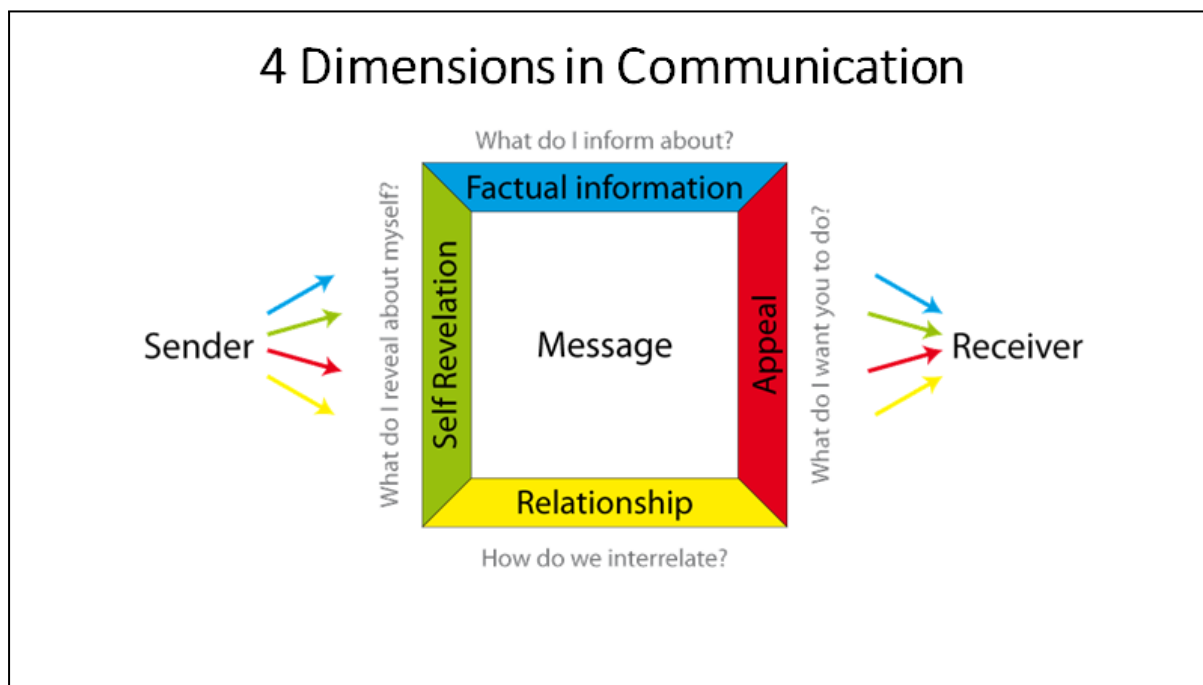 4 Dimensions in Communication
What do I inform about?
Factual information
What do I reveal about myself?
Self Revelation
Sender
Message
Appeal
What do I want you to do?
Receiver
Relationship
How do we interrelate?